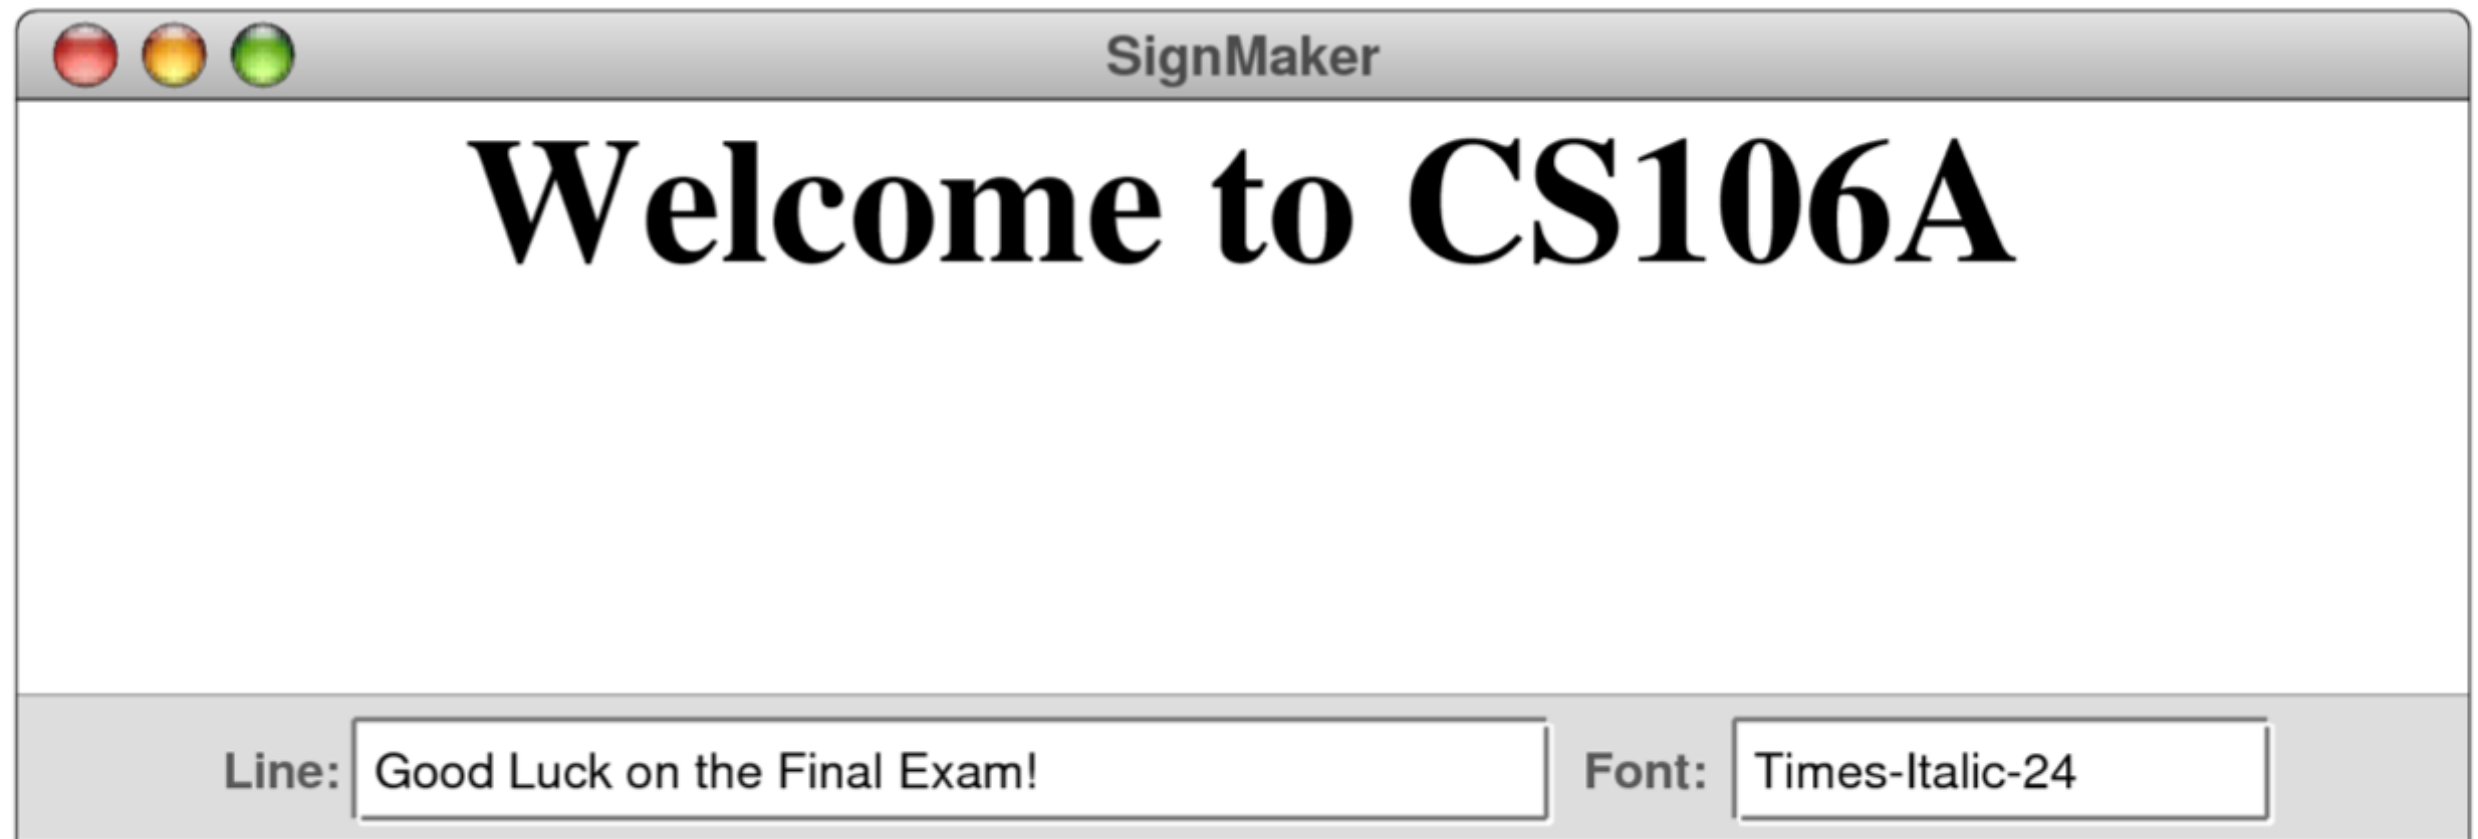 SignMaker
Welcome to CS106A
Line: Good Luck on the Final Exam! Font: Times-Italic-24